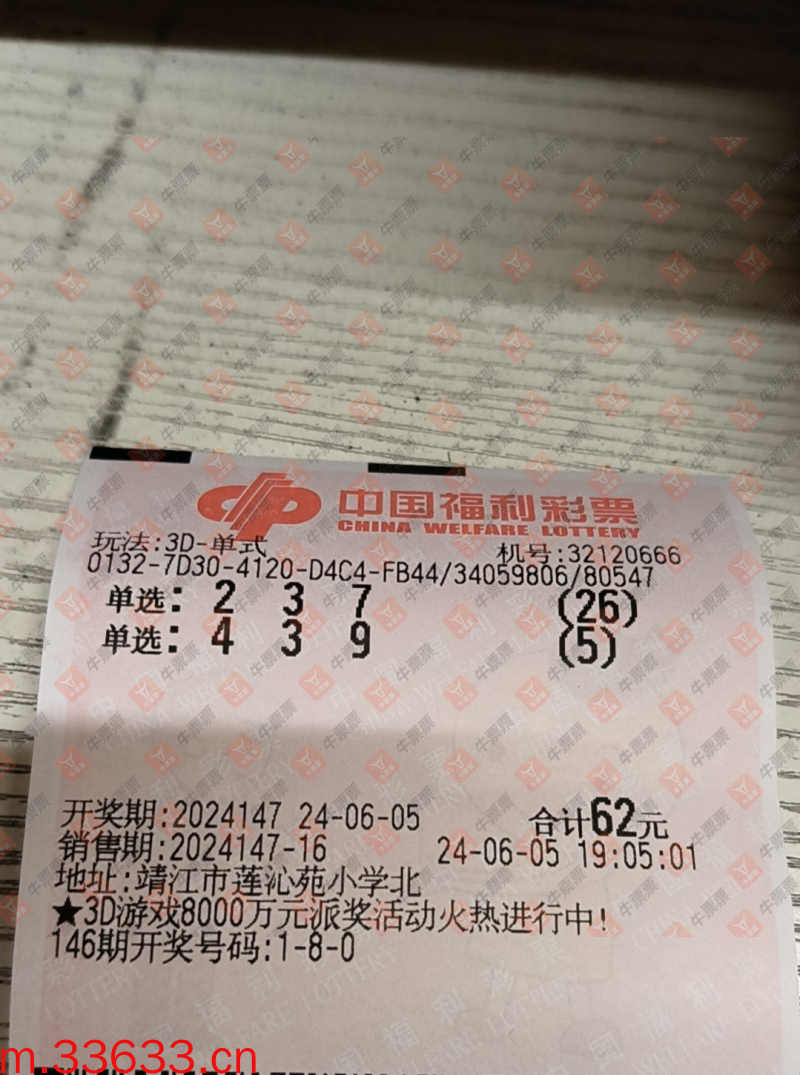 中国福利彩票
CHINA WELFARE LOTTERY
玩法:3D-单式 机号:32120666
0132-7D30-4120-D4C4-FB44/34059806/80547
单选: 2 3 7 (26)
单选: 4 3 9 (5)
开奖期:2024147 24-06-05 合计62元
销售期:2024147-16 24-06-05 19:05:01
地址:靖江市莲沁苑小学北
★3D游戏8000万元派奖活动火热进行中!
146期开奖号码:1-8-0
m.33633.cn